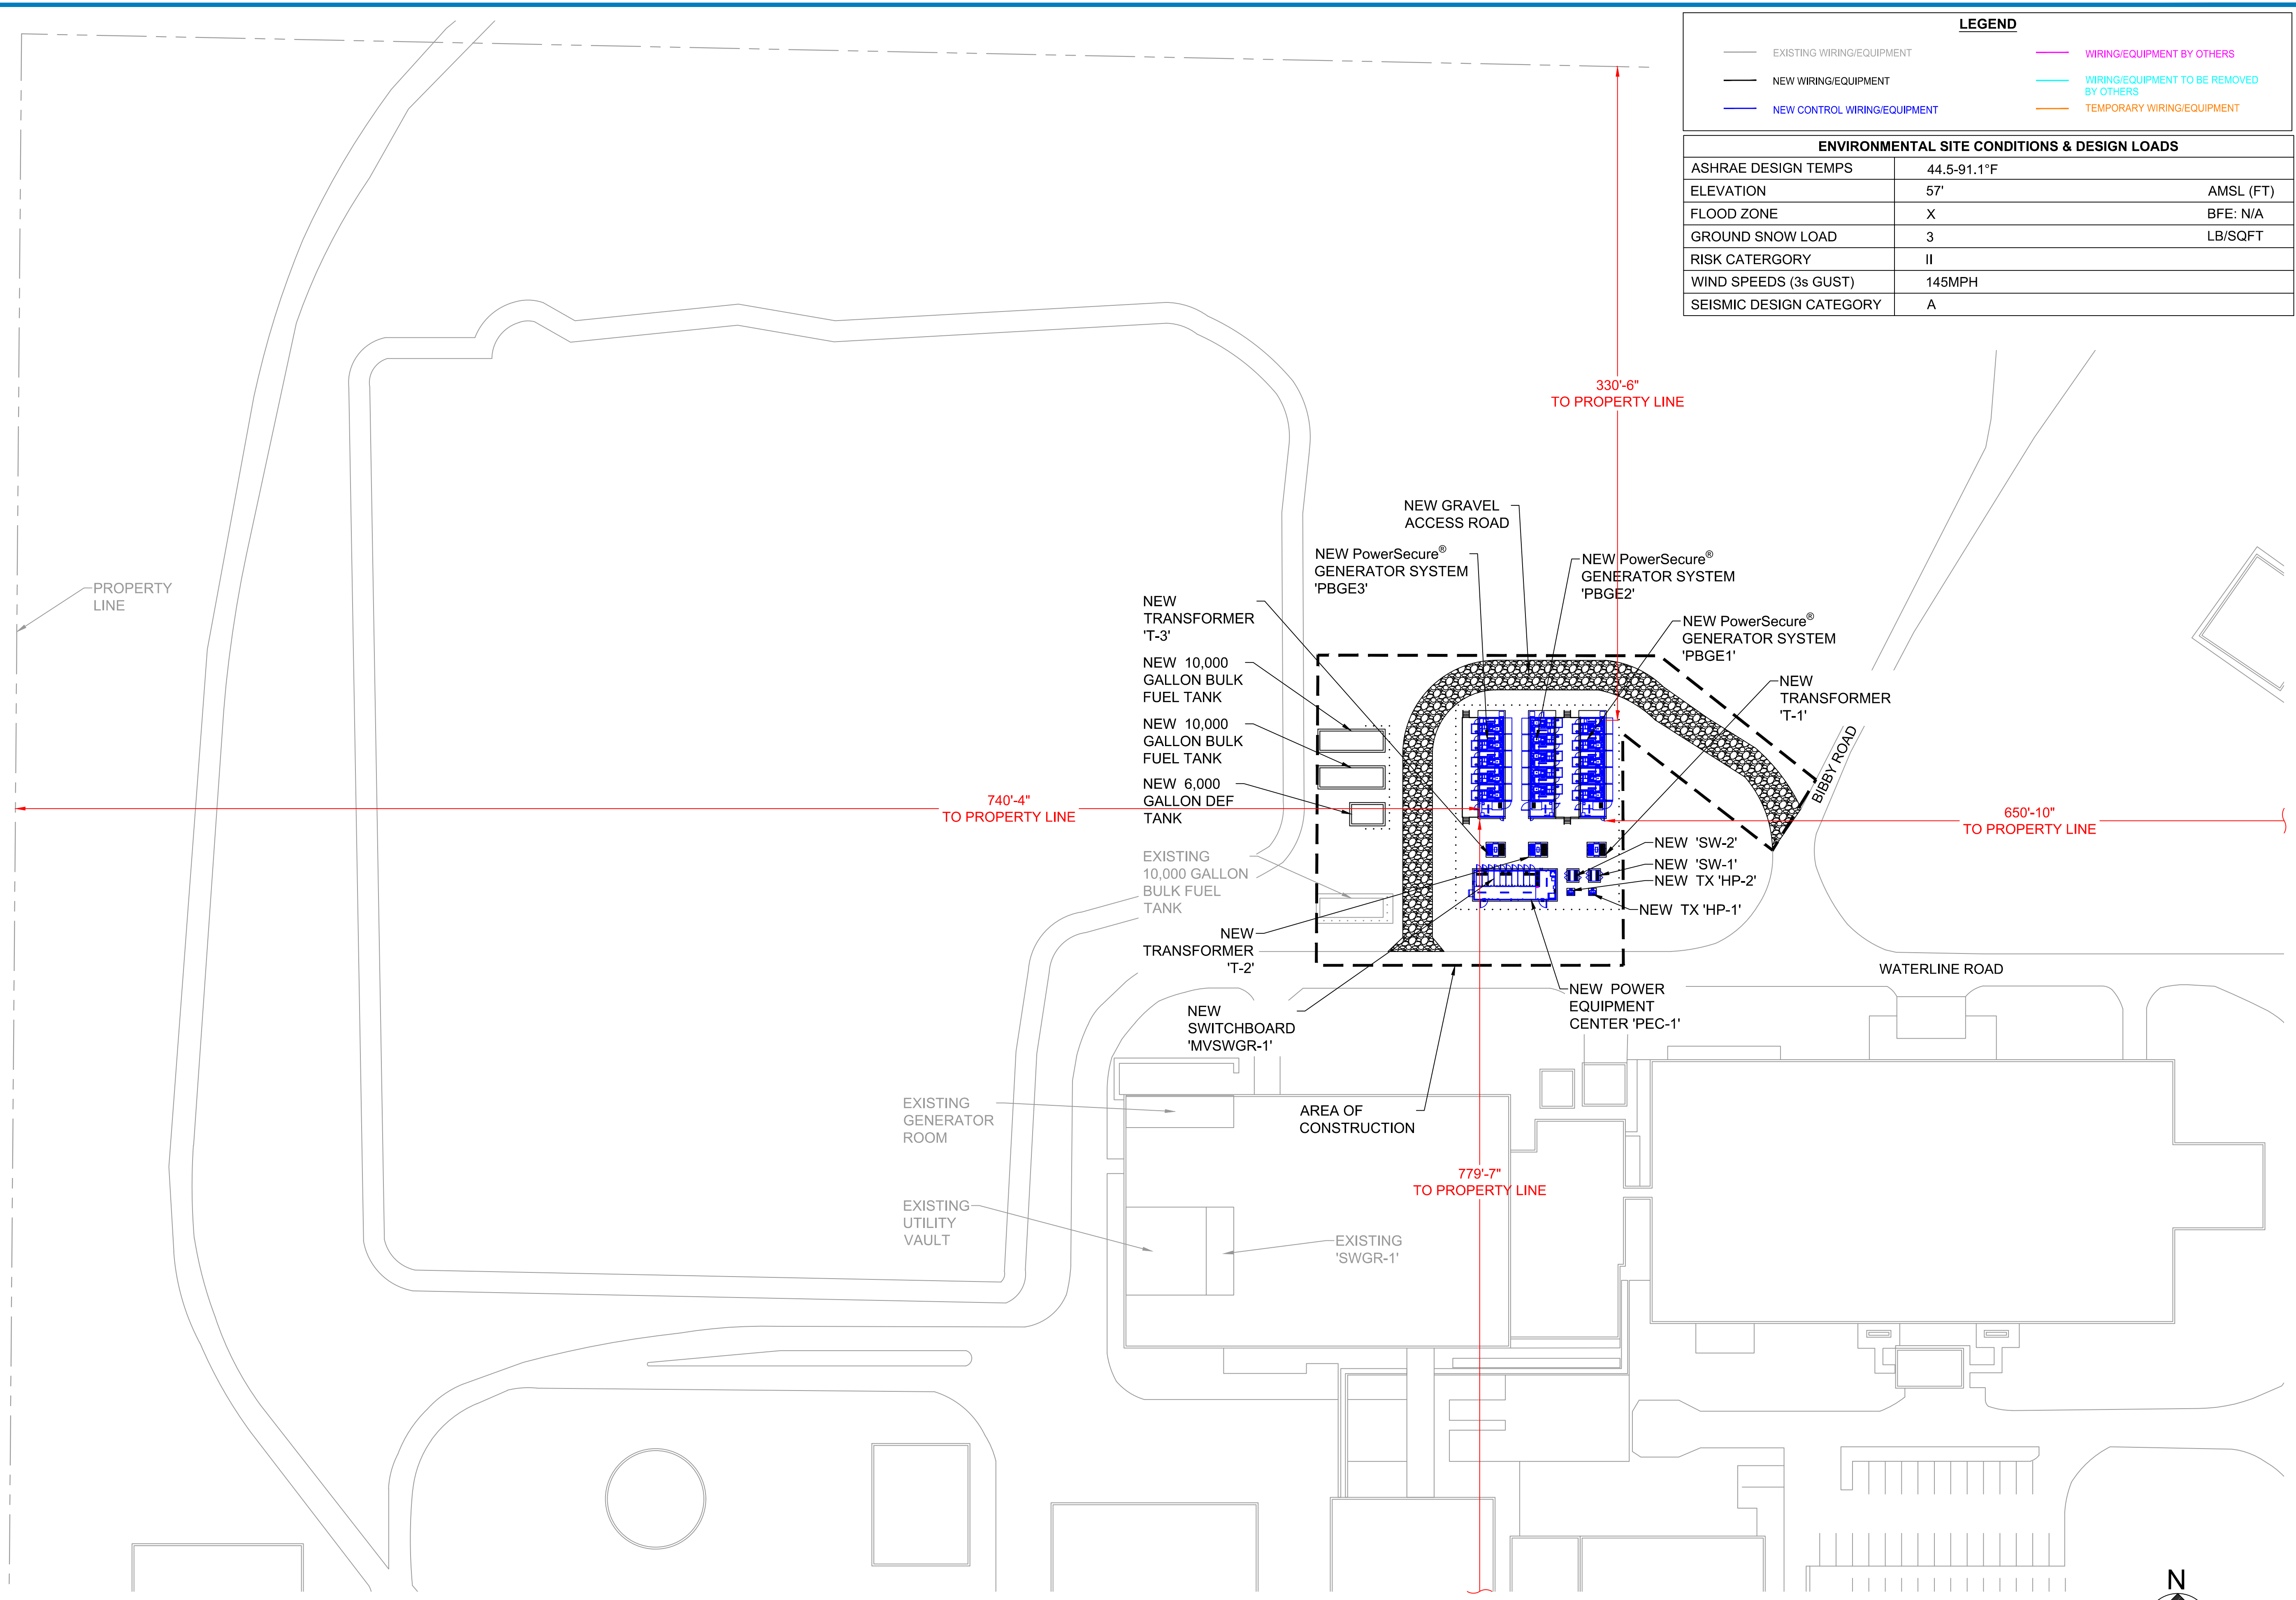 LEGEND
EXISTING WIRING/EQUIPMENT
NEW WIRING/EQUIPMENT
NEW CONTROL WIRING/EQUIPMENT
WIRING/EQUIPMENT BY OTHERS
WIRING/EQUIPMENT TO BE REMOVED
BY OTHERS
TEMPORARY WIRING/EQUIPMENT
ENVIRONMENTAL SITE CONDITIONS & DESIGN LOADS
ASHRAE DESIGN TEMPS 44.5-91.1°F
ELEVATION 57' AMSL (FT)
FLOOD ZONE X BFE: N/A
GROUND SNOW LOAD 3 LB/SQFT
RISK CATERGORY II
WIND SPEEDS (3s GUST) 145MPH
SEISMIC DESIGN CATEGORY A
330'-6"
TO PROPERTY LINE
NEW GRAVEL
ACCESS ROAD
NEW PowerSecure®
GENERATOR SYSTEM
'PBGE3'
NEW PowerSecure®
GENERATOR SYSTEM
'PBGE2'
NEW PowerSecure®
GENERATOR SYSTEM
'PBGE1'
PROPERTY
LINE
NEW
TRANSFORMER
'T-3'
NEW 10,000
GALLON BULK
FUEL TANK
NEW 10,000
GALLON BULK
FUEL TANK
NEW 6,000
GALLON DEF
TANK
NEW
TRANSFORMER
'T-1'
BIBBY ROAD
740'-4"
TO PROPERTY LINE
650'-10"
TO PROPERTY LINE
EXISTING
10,000 GALLON
BULK FUEL
TANK
NEW 'SW-2'
NEW 'SW-1'
NEW TX 'HP-2'
NEW TX 'HP-1'
NEW
TRANSFORMER
'T-2'
WATERLINE ROAD
NEW
SWITCHBOARD
'MVSWGR-1'
NEW POWER
EQUIPMENT
CENTER 'PEC-1'
EXISTING
GENERATOR
ROOM
AREA OF
CONSTRUCTION
779'-7"
TO PROPERTY LINE
EXISTING
UTILITY
VAULT
EXISTING
'SWGR-1'
N